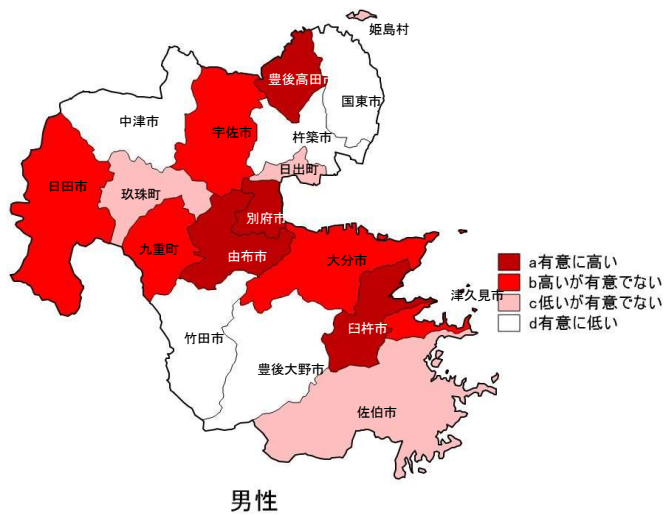 姫島村
豊後高田市
国東市
中津市
宇佐市
杵築市
日出町
日田市
玖珠町
別府市
九重町
由布市
大分市
a有意に高い
b高いが有意でない
c低いが有意でない
d有意に低い
津久見市
臼杵市
竹田市
豊後大野市
佐伯市
男性